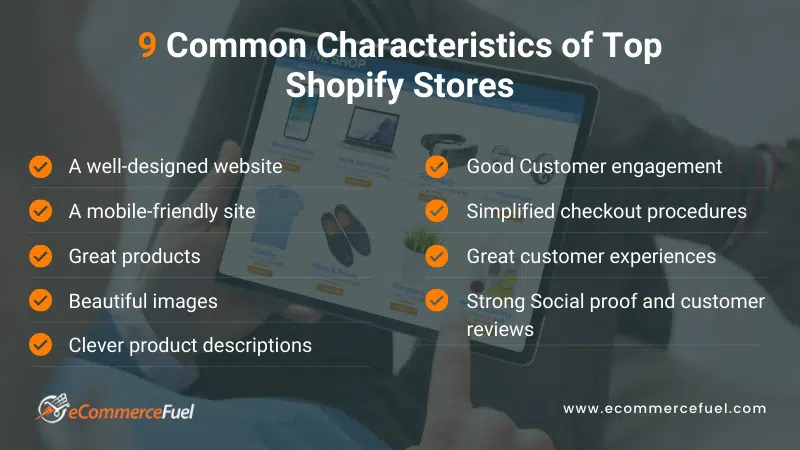 9 Common Characteristics of Top
Shopify Stores
A well-designed website
A mobile-friendly site
Great products
Beautiful images
Clever product descriptions
Good Customer engagement
Simplified checkout procedures
Great customer experiences
Strong Social proof and customer
reviews
eCommerceFuel
www.ecommercefuel.com